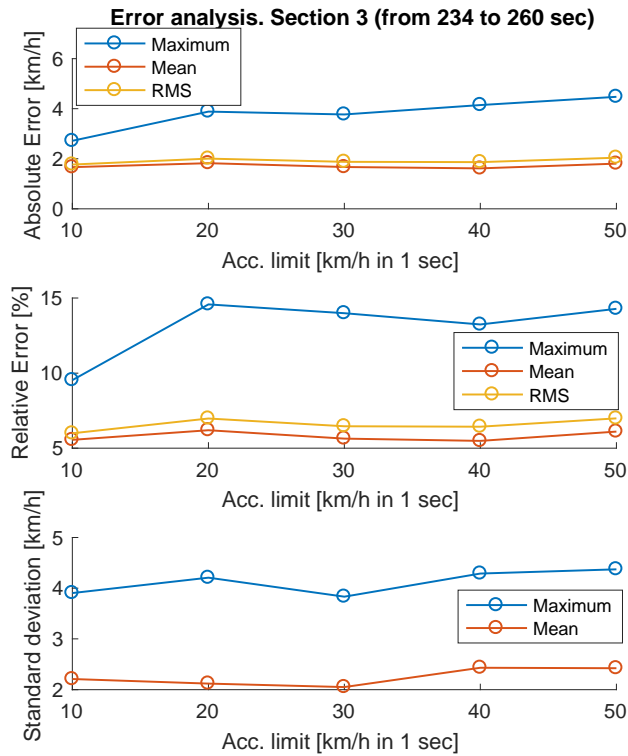 Error analysis. Section 3 (from 234 to 260 sec)
Absolute Error [km/h]
6
4
2
0
Maximum
Mean
RMS
10 20 30 40 50
Acc. limit [km/h in 1 sec]
Relative Error [%]
15
10
5
Maximum
Mean
RMS
10 20 30 40 50
Acc. limit [km/h in 1 sec]
Standard deviation [km/h]
5
4
3
2
Maximum
Mean
10 20 30 40 50
Acc. limit [km/h in 1 sec]